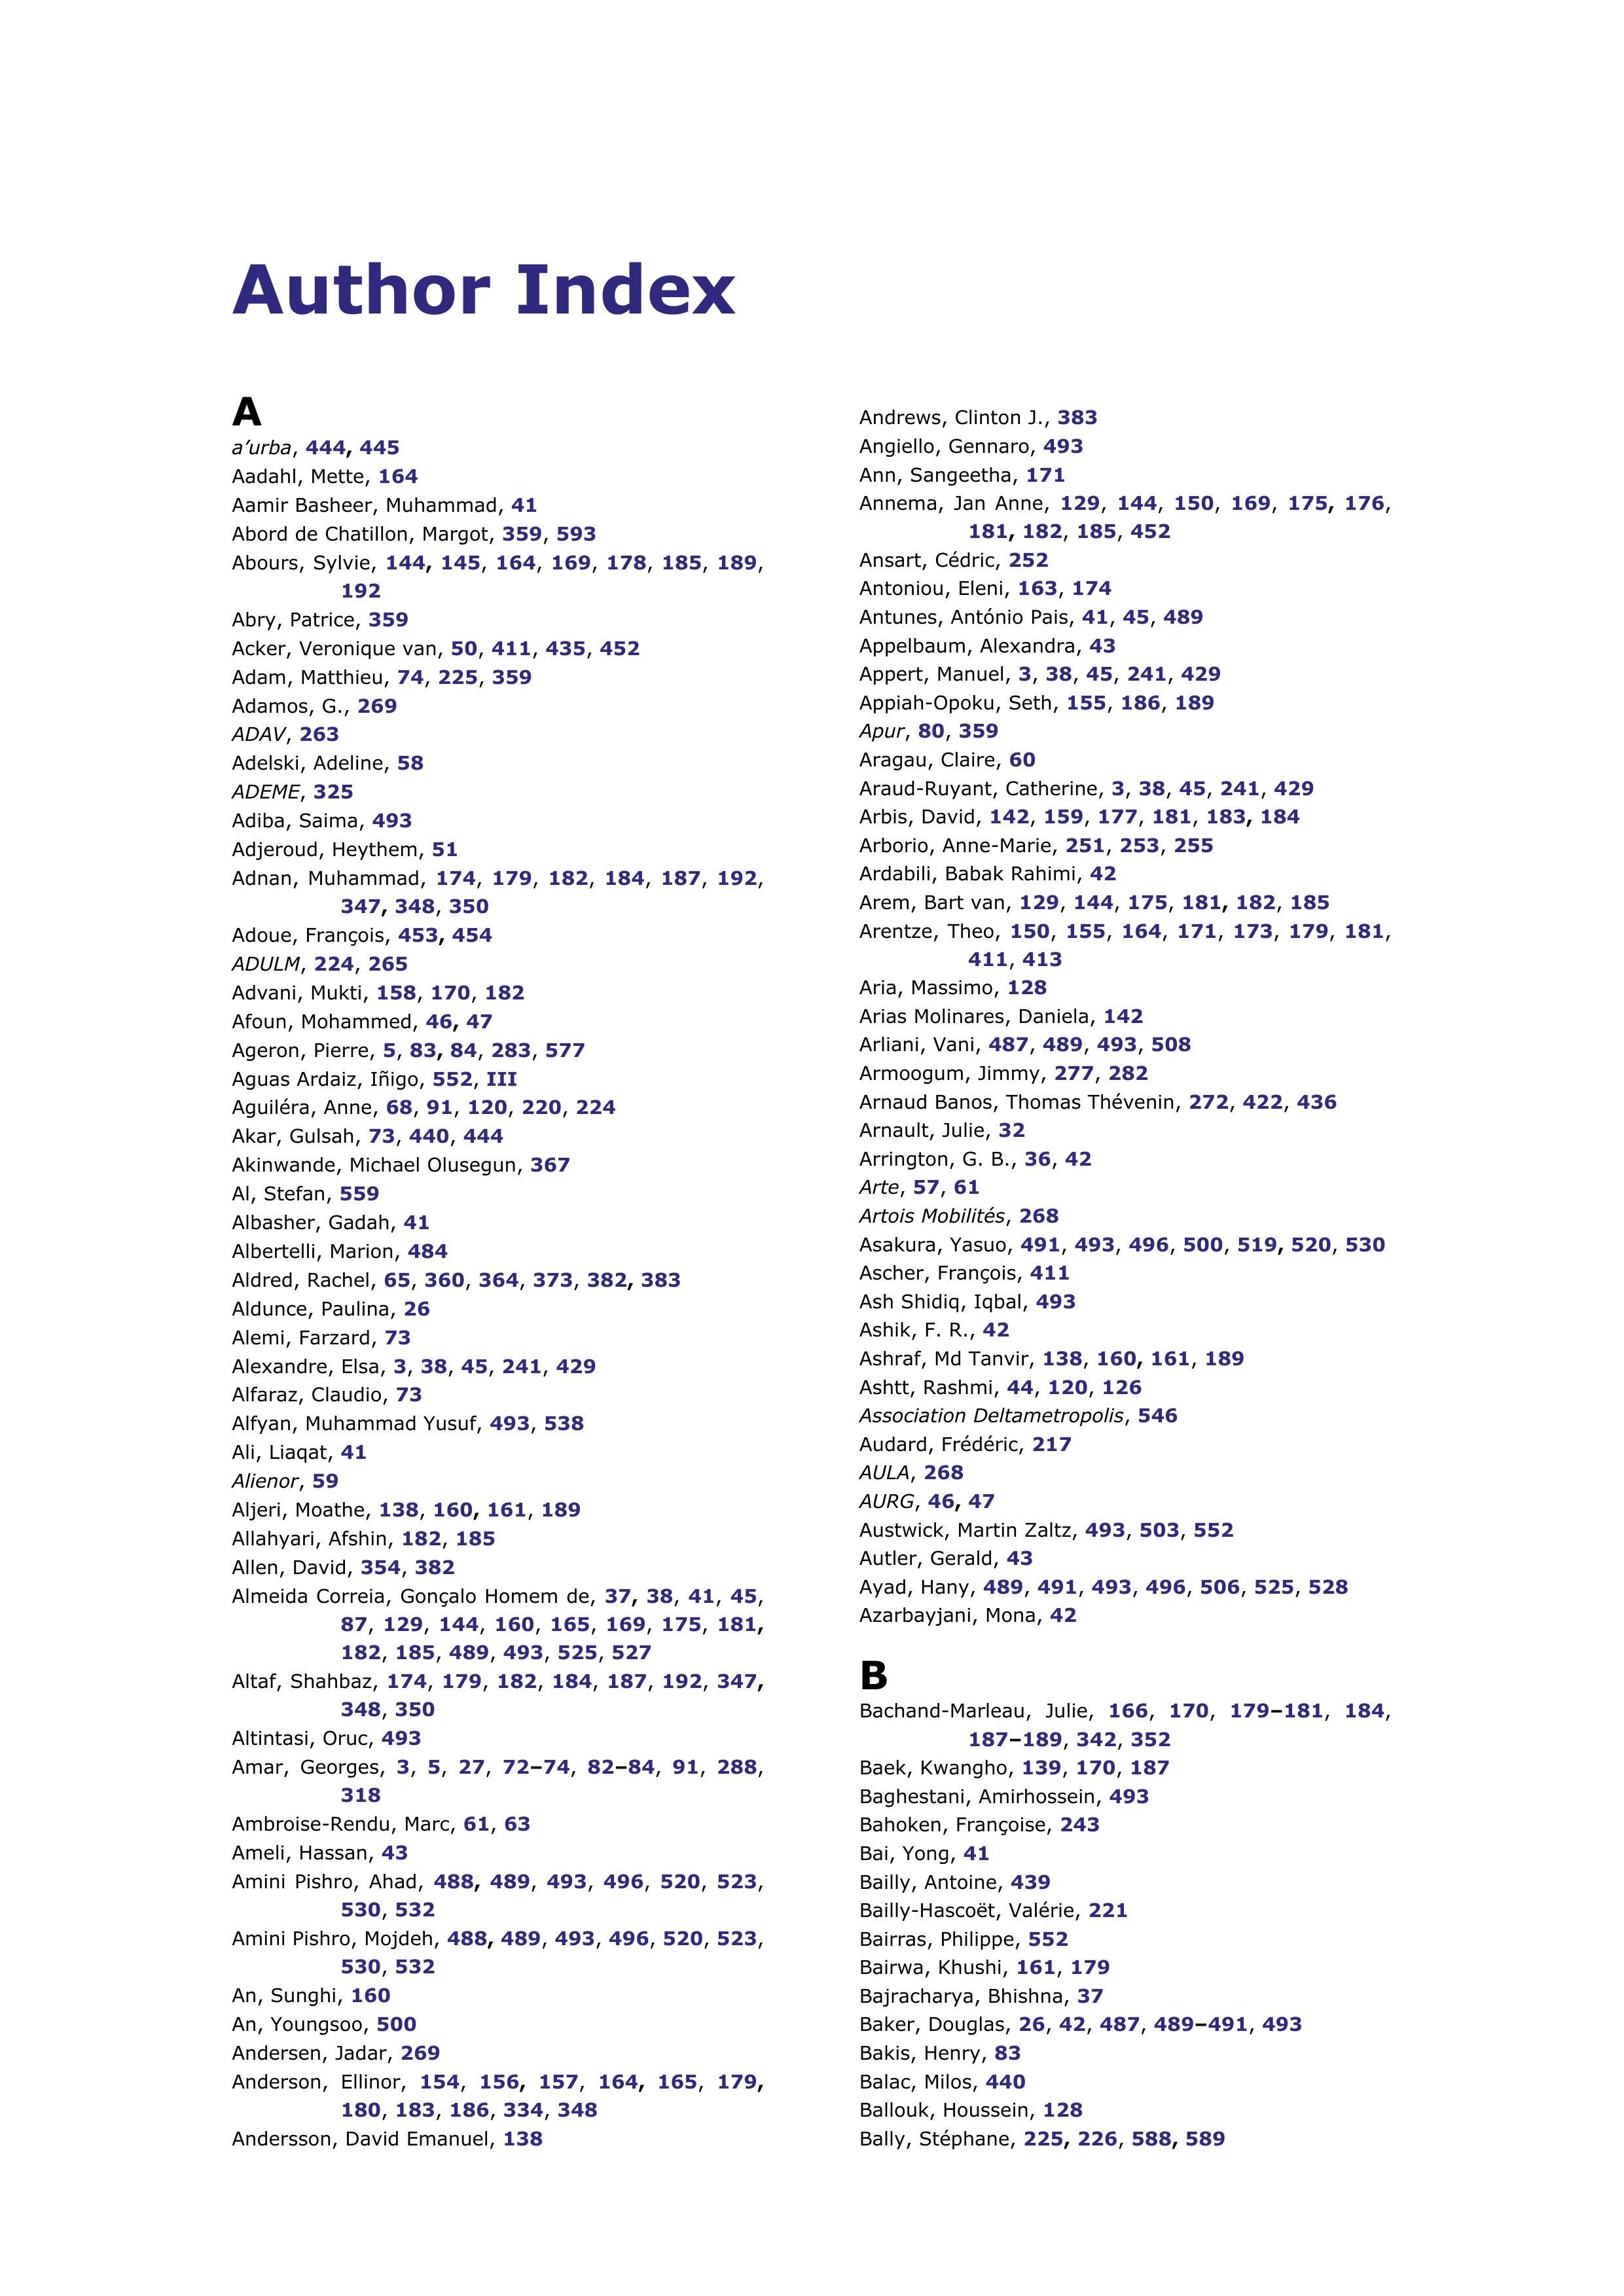 Author Index
A
a’urba, 444, 445
Aadahl, Mette, 164
Aamir Basheer, Muhammad, 41
Abord de Chatillon, Margot, 359, 593
Abours, Sylvie, 144, 145, 164, 169, 178, 185, 189,
192
Abry, Patrice, 359
Acker, Veronique van, 50, 411, 435, 452
Adam, Matthieu, 74, 225, 359
Adamos, G., 269
ADAV, 263
Adelski, Adeline, 58
ADEME, 325
Adiba, Saima, 493
Adjeroud, Heythem, 51
Adnan, Muhammad, 174, 179, 182, 184, 187, 192,
347, 348, 350
Adoue, François, 453, 454
ADULM, 224, 265
Advani, Mukti, 158, 170, 182
Afoun, Mohammed, 46, 47
Ageron, Pierre, 5, 83, 84, 283, 577
Aguas Ardaiz, Iñigo, 552, III
Aguiléra, Anne, 68, 91, 120, 220, 224
Akar, Gulsah, 73, 440, 444
Akinwande, Michael Olusegun, 367
Al, Stefan, 559
Albasher, Gadah, 41
Albertelli, Marion, 484
Aldred, Rachel, 65, 360, 364, 373, 382, 383
Aldunce, Paulina, 26
Alemi, Farzard, 73
Alexandre, Elsa, 3, 38, 45, 241, 429
Alfaraz, Claudio, 73
Alfyan, Muhammad Yusuf, 493, 538
Ali, Liaqat, 41
Alienor, 59
Aljeri, Moathe, 138, 160, 161, 189
Allahyari, Afshin, 182, 185
Allen, David, 354, 382
Almeida Correia, Gonçalo Homem de, 37, 38, 41, 45,
87, 129, 144, 160, 165, 169, 175, 181,
182, 185, 489, 493, 525, 527
Altaf, Shahbaz, 174, 179, 182, 184, 187, 192, 347,
348, 350
Altintasi, Oruc, 493
Amar, Georges, 3, 5, 27, 72–74, 82–84, 91, 288,
318
Ambroise-Rendu, Marc, 61, 63
Ameli, Hassan, 43
Amini Pishro, Ahad, 488, 489, 493, 496, 520, 523,
530, 532
Amini Pishro, Mojdeh, 488, 489, 493, 496, 520, 523,
530, 532
An, Sunghi, 160
An, Youngsoo, 500
Andersen, Jadar, 269
Anderson, Ellinor, 154, 156, 157, 164, 165, 179,
180, 183, 186, 334, 348
Andersson, David Emanuel, 138
Andrews, Clinton J., 383
Angiello, Gennaro, 493
Ann, Sangeetha, 171
Annema, Jan Anne, 129, 144, 150, 169, 175, 176,
181, 182, 185, 452
Ansart, Cédric, 252
Antoniou, Eleni, 163, 174
Antunes, António Pais, 41, 45, 489
Appelbaum, Alexandra, 43
Appert, Manuel, 3, 38, 45, 241, 429
Appiah-Opoku, Seth, 155, 186, 189
Apur, 80, 359
Aragau, Claire, 60
Araud-Ruyant, Catherine, 3, 38, 45, 241, 429
Arbis, David, 142, 159, 177, 181, 183, 184
Arborio, Anne-Marie, 251, 253, 255
Ardabili, Babak Rahimi, 42
Arem, Bart van, 129, 144, 175, 181, 182, 185
Arentze, Theo, 150, 155, 164, 171, 173, 179, 181,
411, 413
Aria, Massimo, 128
Arias Molinares, Daniela, 142
Arliani, Vani, 487, 489, 493, 508
Armoogum, Jimmy, 277, 282
Arnaud Banos, Thomas Thévenin, 272, 422, 436
Arnault, Julie, 32
Arrington, G. B., 36, 42
Arte, 57, 61
Artois Mobilités, 268
Asakura, Yasuo, 491, 493, 496, 500, 519, 520, 530
Ascher, François, 411
Ash Shidiq, Iqbal, 493
Ashik, F. R., 42
Ashraf, Md Tanvir, 138, 160, 161, 189
Ashtt, Rashmi, 44, 120, 126
Association Deltametropolis, 546
Audard, Frédéric, 217
AULA, 268
AURG, 46, 47
Austwick, Martin Zaltz, 493, 503, 552
Autler, Gerald, 43
Ayad, Hany, 489, 491, 493, 496, 506, 525, 528
Azarbayjani, Mona, 42
B
Bachand-Marleau, Julie, 166, 170, 179–181, 184,
187–189, 342, 352
Baek, Kwangho, 139, 170, 187
Baghestani, Amirhossein, 493
Bahoken, Françoise, 243
Bai, Yong, 41
Bailly, Antoine, 439
Bailly-Hascoët, Valérie, 221
Bairras, Philippe, 552
Bairwa, Khushi, 161, 179
Bajracharya, Bhishna, 37
Baker, Douglas, 26, 42, 487, 489–491, 493
Bakis, Henry, 83
Balac, Milos, 440
Ballouk, Houssein, 128
Bally, Stéphane, 225, 226, 588, 589